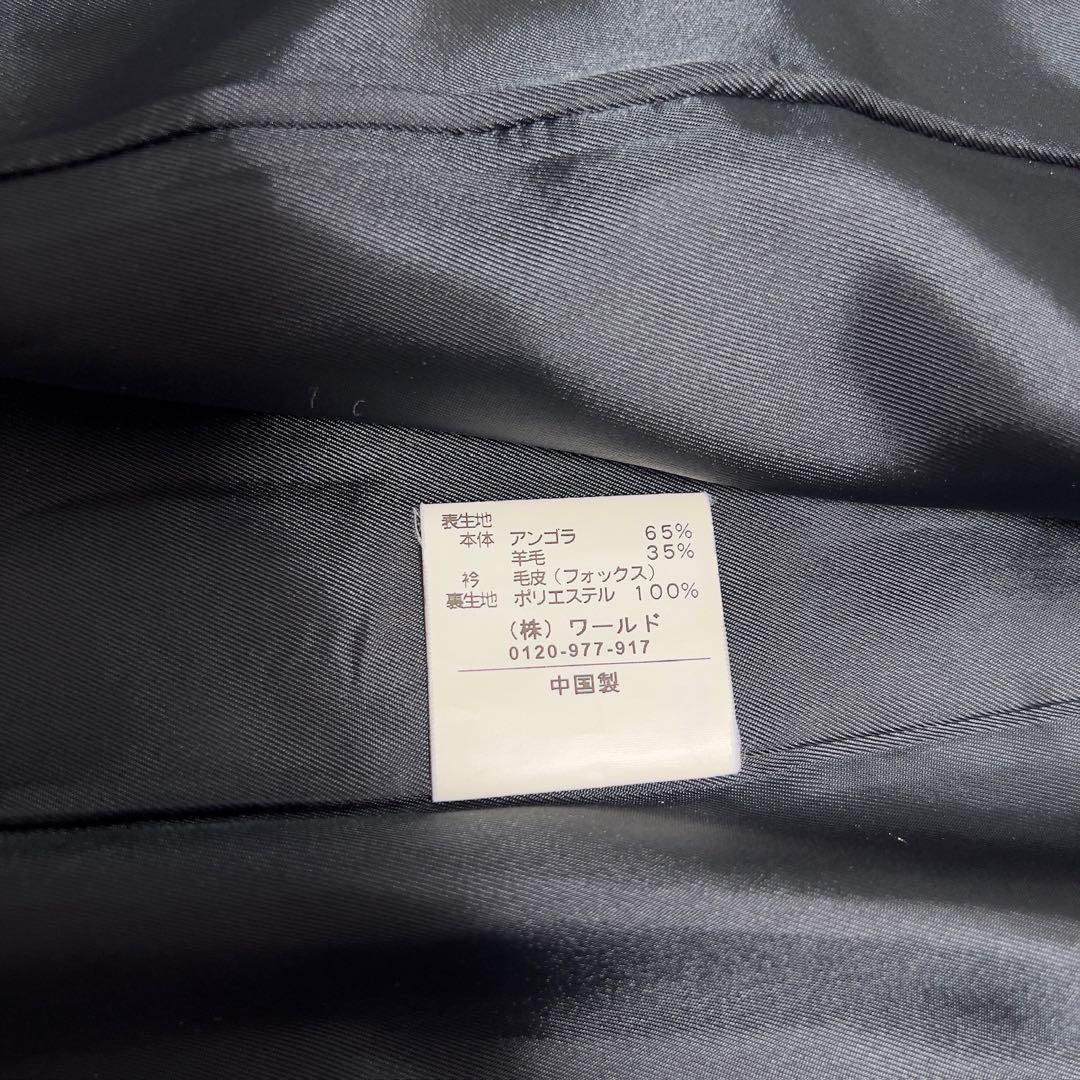 表生地
本体 アンゴラ 65%
羊毛 35%
衿 毛皮(フォックス)
裏生地 ポリエステル 100%
(株)ワールド
0120-977-917
中国製